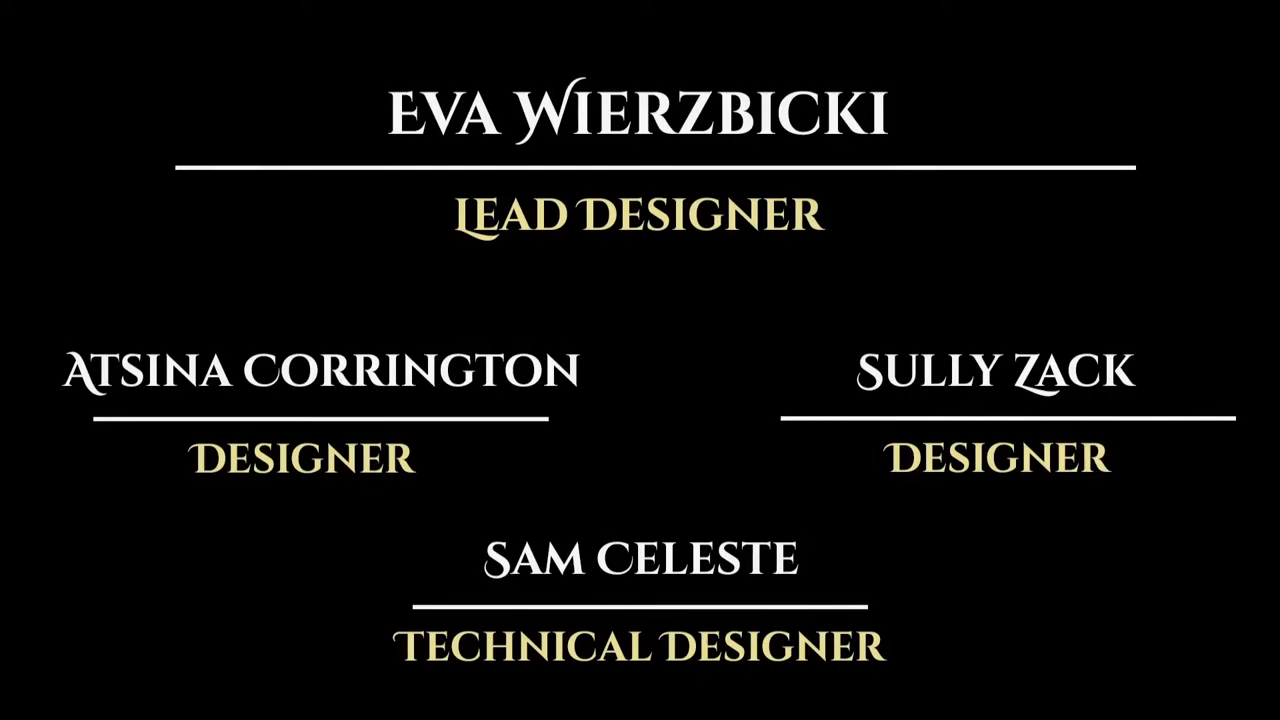 Eva Wierzbicki
Lead Designer
Atsina Corrington
Designer
Sully Zack
Designer
Sam Celeste
Technical Designer